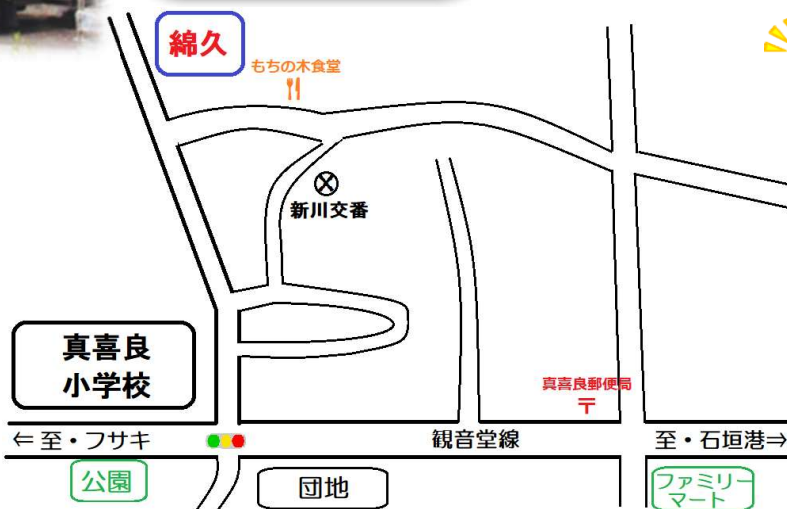 綿久
もちの木食堂
新川交番
真喜良
小学校
真喜良郵便局
〒
⇐至・フサキ
観音堂線
至・石垣港⇒
公園
団地
ファミリー
マート